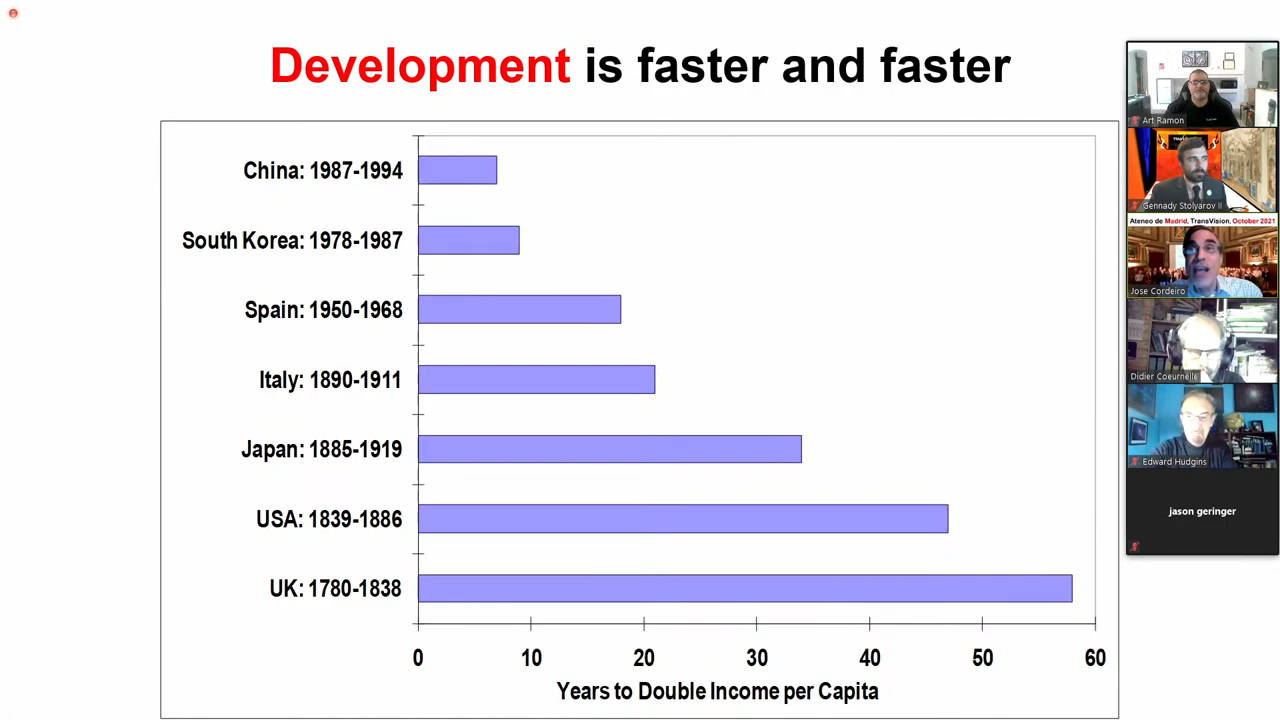 Development is faster and faster
China: 1987-1994
South Korea: 1978-1987
Spain: 1950-1968
Italy: 1890-1911
Japan: 1885-1919
USA: 1839-1886
UK: 1780-1838
0 10 20 30 40 50 60
Years to Double Income per Capita
Art Ramon
Gennady Stolyarov II
Ateneo de Madrid, TransVision, October 2021
Jose Cordeiro
Didier Coeurnelle
Edward Hudgins
jason geringer